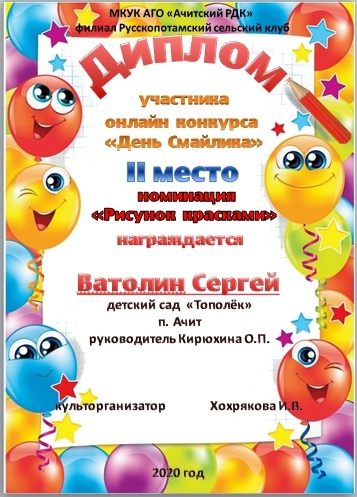 МКУК АГО «Ачитский РДК»
филиал Русскопотамский сельский клуб
Диплом
участника
онлайн конкурса
«День Смайлика»
II место
номинация
«Рисунок красками»
награждается
Ватолин Сергей
детский сад «Тополёк»
п. Ачит
руководитель Кирюхина О.П.
культорганизатор Хохрякова И.В.
2020 год